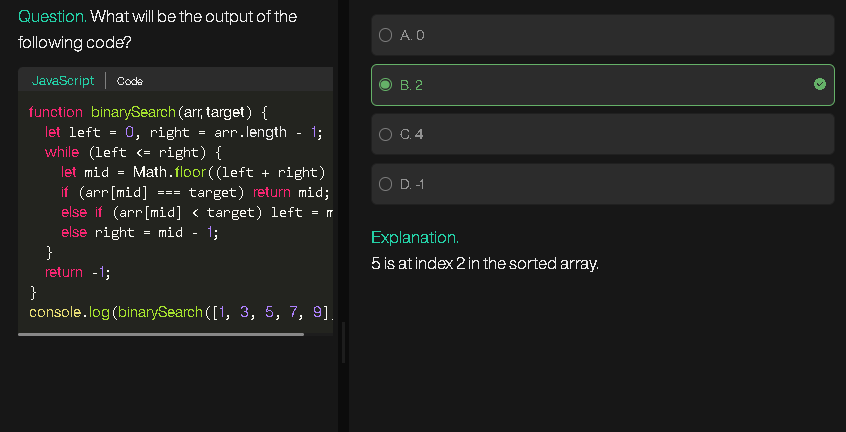 Question. What will be the output of the
following code?
JavaScript | Code
function binarySearch(arr, target) {
let left = 0, right = arr.length - 1;
while (left <= right) {
let mid = Math.floor((left + right)
if (arr[mid] === target) return mid;
else if (arr[mid] < target) left = m
else right = mid - 1;
}
return -1;
}
console.log(binarySearch([1, 3, 5, 7, 9]
A. 0
B. 2
C. 4
D. -1
Explanation.
5 is at index 2 in the sorted array.